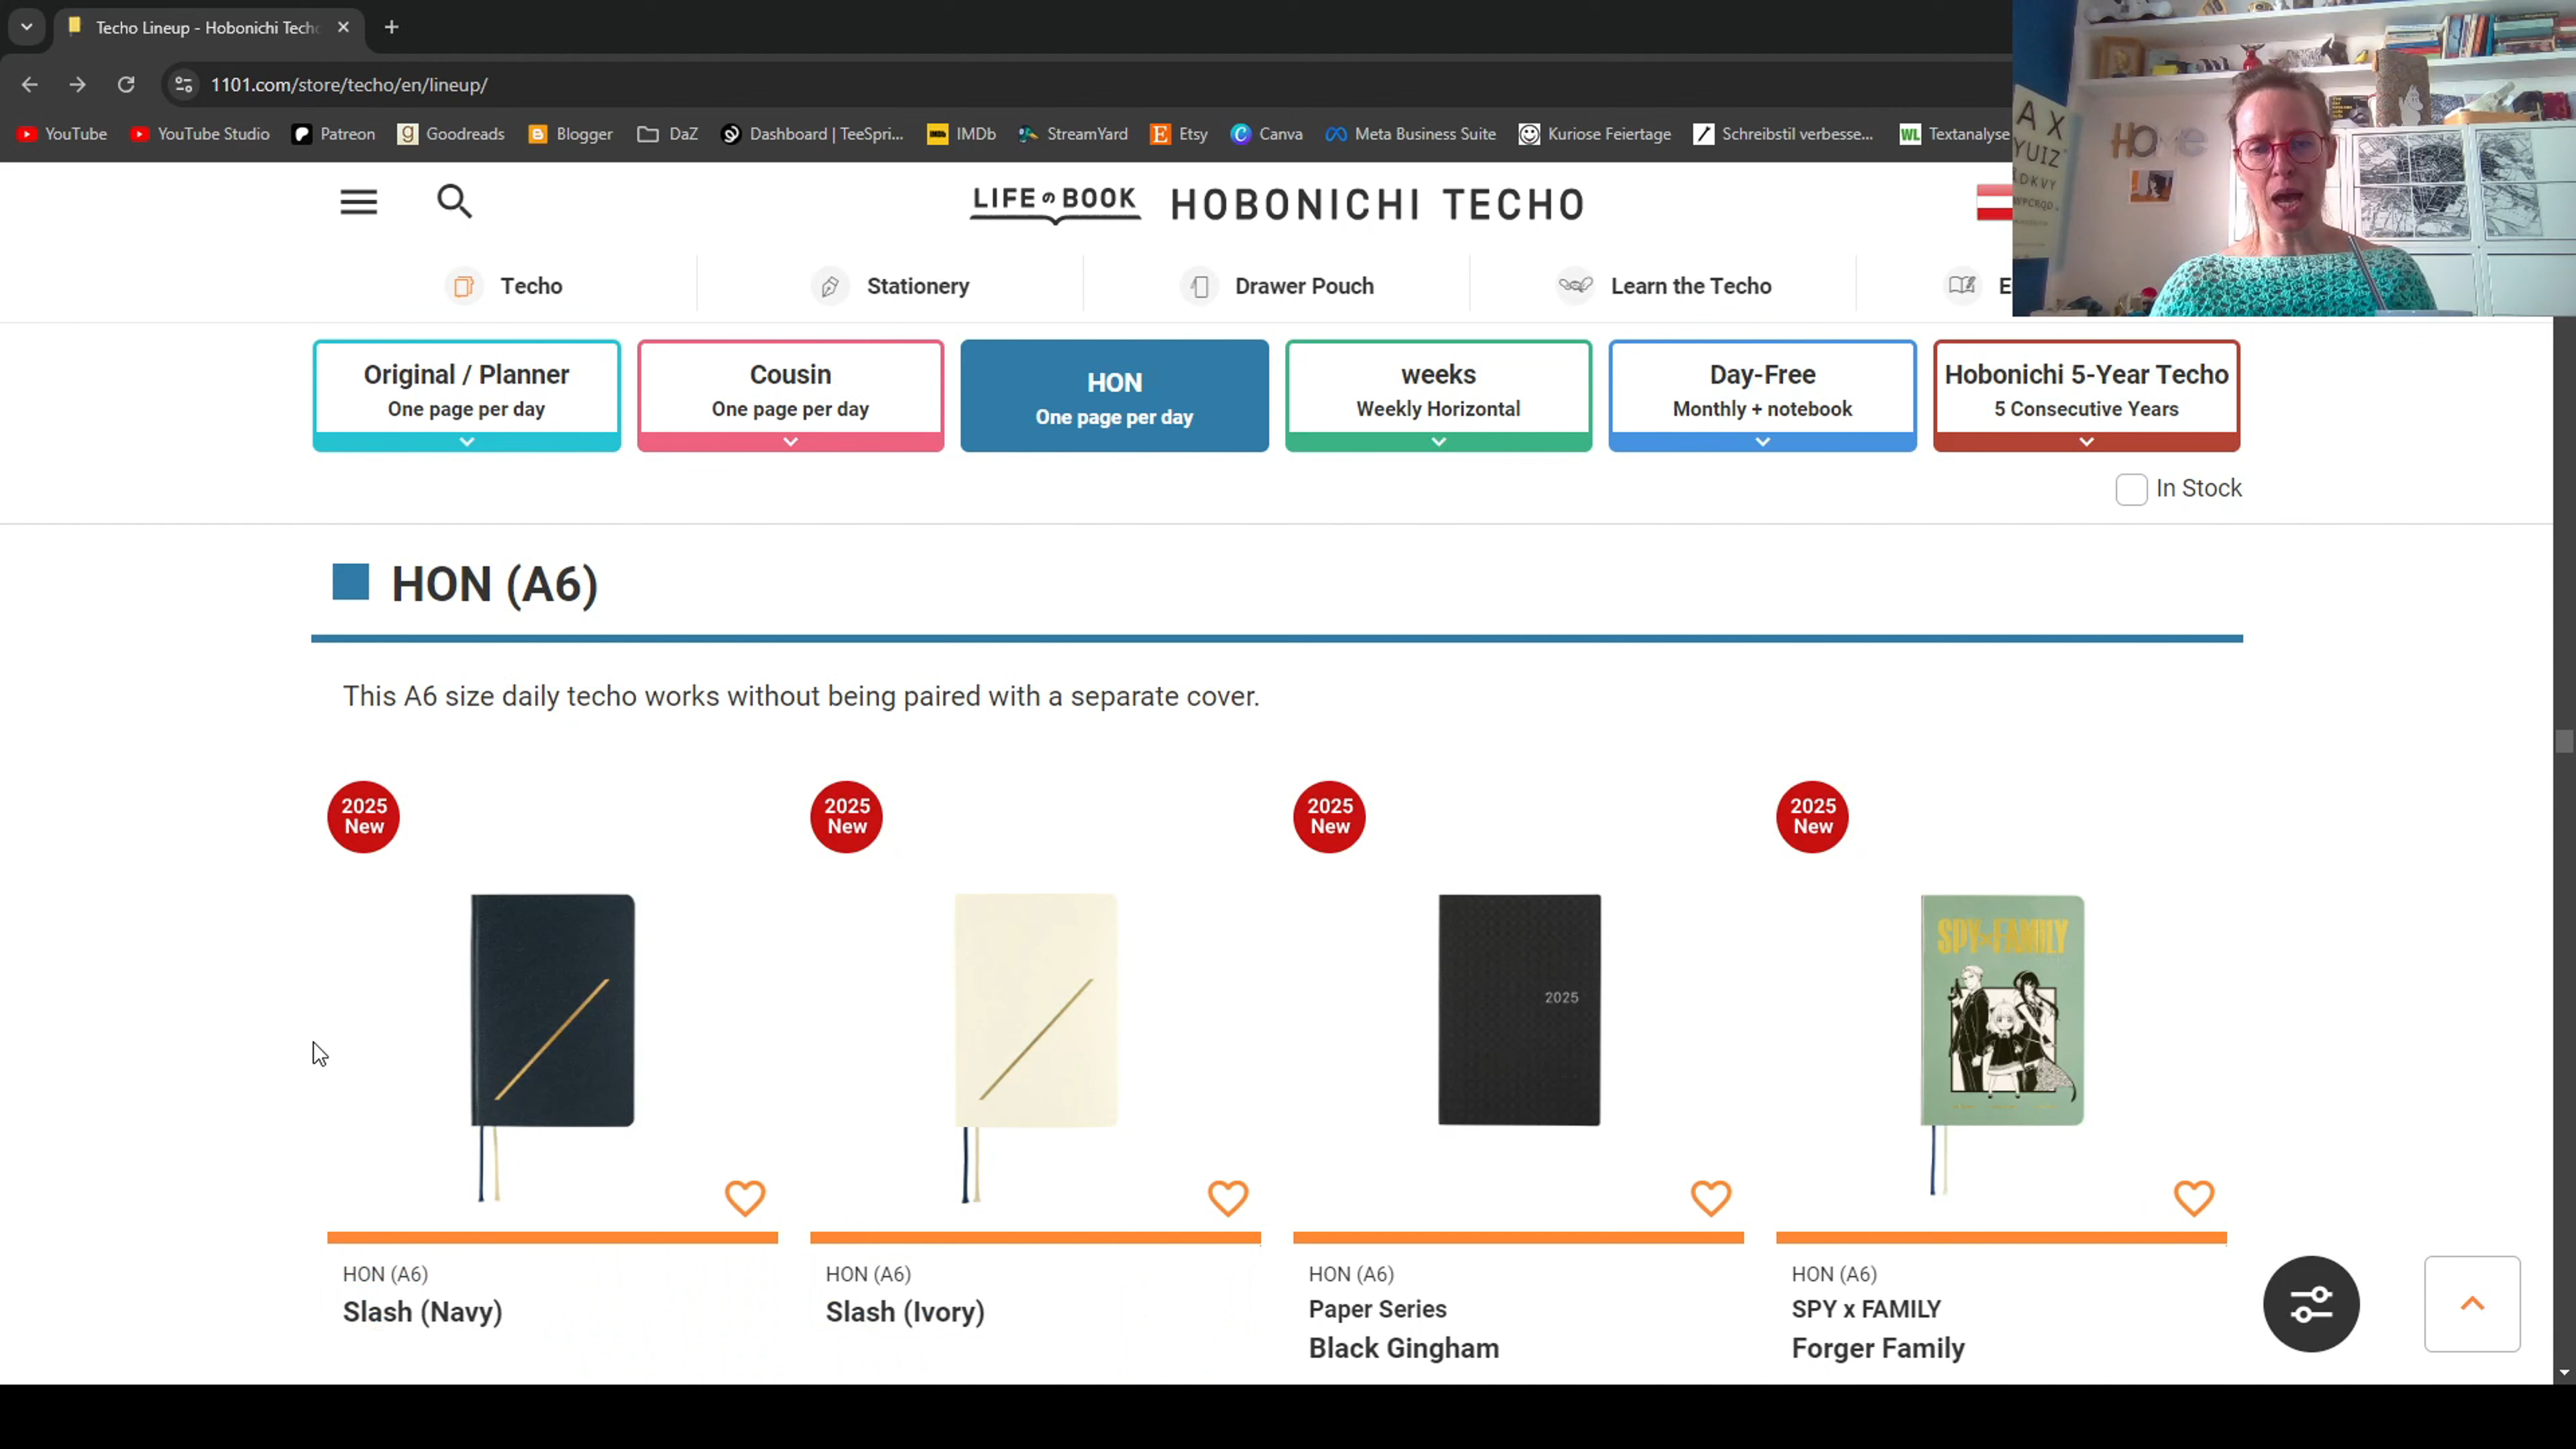 Techo Lineup - Hobonichi Tech
1101.com/store/techo/en/lineup/
YouTube
YouTube Studio
Patreon
Goodreads
Blogger
DaZ
Dashboard | TeeSpri...
IMDb
StreamYard
Etsy
Canva
Meta Business Suite
Kuriose Feiertage
Schreibstil verbesse...
WL Textanalyse
A X
YUIZ
DKVY
HO e
LIFE の BOOK HOBONICHI TECHO
Techo
Stationery
Drawer Pouch
Learn the Techo
E
Original / Planner
One page per day
Cousin
One page per day
HON
One page per day
weeks
Weekly Horizontal
Day-Free
Monthly + notebook
Hobonichi 5-Year Techo
5 Consecutive Years
In Stock
HON (A6)
This A6 size daily techo works without being paired with a separate cover.
2025
New
2025
New
2025
New
2025
New
2025
SPY×FAMILY
HON (A6)
Slash (Navy)
HON (A6)
Slash (Ivory)
HON (A6)
Paper Series
Black Gingham
HON (A6)
SPY x FAMILY
Forger Family